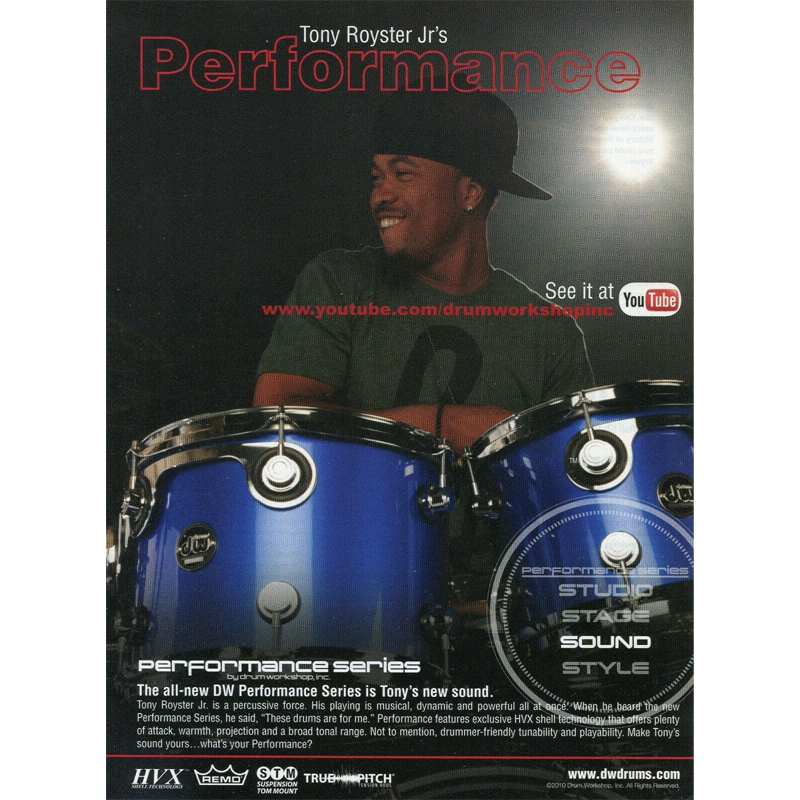 Tony Royster Jr's
Performance
See it at YouTube
www.youtube.com/drumworkshopinc
TM
performance series
STUDIO
STAGE
SOUND
STYLE
performance series
by drum workshop, inc.
The all-new DW Performance Series is Tony's new sound.
Tony Royster Jr. is a percussive force. His playing is musical, dynamic and powerful all at once. When he heard the new
Performance Series, he said, "These drums are for me." Performance features exclusive HVX shell technology that offers plenty
of attack, warmth, projection and a broad tonal range. Not to mention, drummer-friendly tunability and playability. Make Tony's
sound yours...what's your Performance?
HVX
SHELL TECHNOLOGY
REMO
STM
SUSPENSION
TOM MOUNT
TRUE PITCH
TENSION RODS
www.dwdrums.com
©2010 Drum Workshop, Inc. All Rights Reserved.